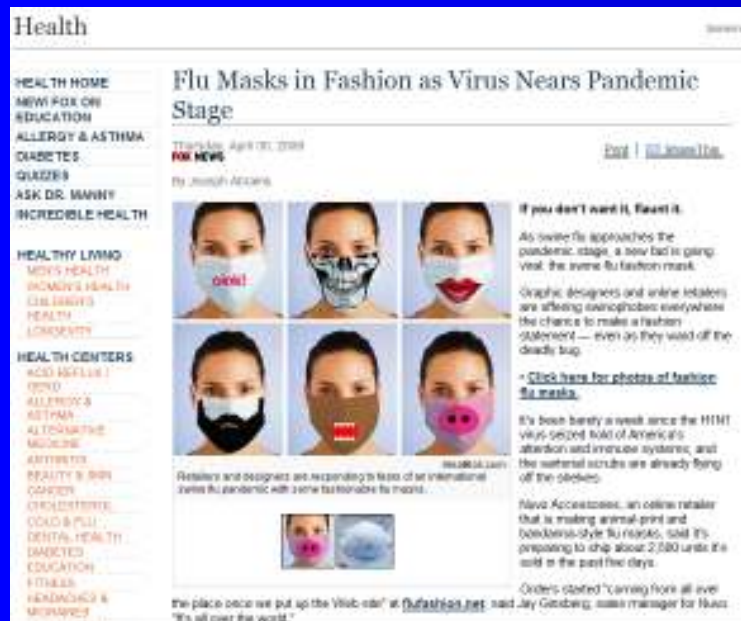 Health
HEALTH HOME
NEW! FOX ON
EDUCATION
ALLERGY & ASTHMA
DIABETES
QUIZZES
ASK DR. MANNY
INCREDIBLE HEALTH
HEALTHY LIVING
MEN'S HEALTH
WOMEN'S HEALTH
CHILDREN'S
HEALTH
LONGEVITY
HEALTH CENTERS
ACID REFLUX /
GERD
ALLERGY &
ASTHMA
ALTERNATIVE
MEDICINE
ARTHRITIS
BEAUTY & SKIN
CANCER
CHOLESTEROL
COLD & FLU
DENTAL HEALTH
DIABETES
EDUCATION
FITNESS
HEADACHES &
MIGRAINES
Flu Masks in Fashion as Virus Nears Pandemic
Stage
Thursday, April 30, 2009
FOX NEWS
Print | ShareThis
By Joseph Abrams
oink!
Retailers and designers are responding to fears of an international
swine flu pandemic with some fashionable flu masks.
If you don't want it, flaunt it.
As swine flu approaches the
pandemic stage, a new fad is going
viral: the swine flu fashion mask.
Graphic designers and online retailers
are offering swinophobes everywhere
the chance to make a fashion
statement — even as they ward off the
deadly bug.
• Click here for photos of fashion
flu masks.
It's been barely a week since the H1N1
virus seized hold of America's
attention and immune systems, and
the sartorial scrubs are already flying
off the shelves.
Nuvo Accessories, an online retailer
that is making animal-print and
bandanna-style flu masks, said it's
preparing to ship about 2,500 units it's
sold in the past five days.
Orders started "coming from all over
the place once we put up the Web site" at flufashion.net, said Jay Ginsberg, sales manager for Nuvo.
"It's all over the world."